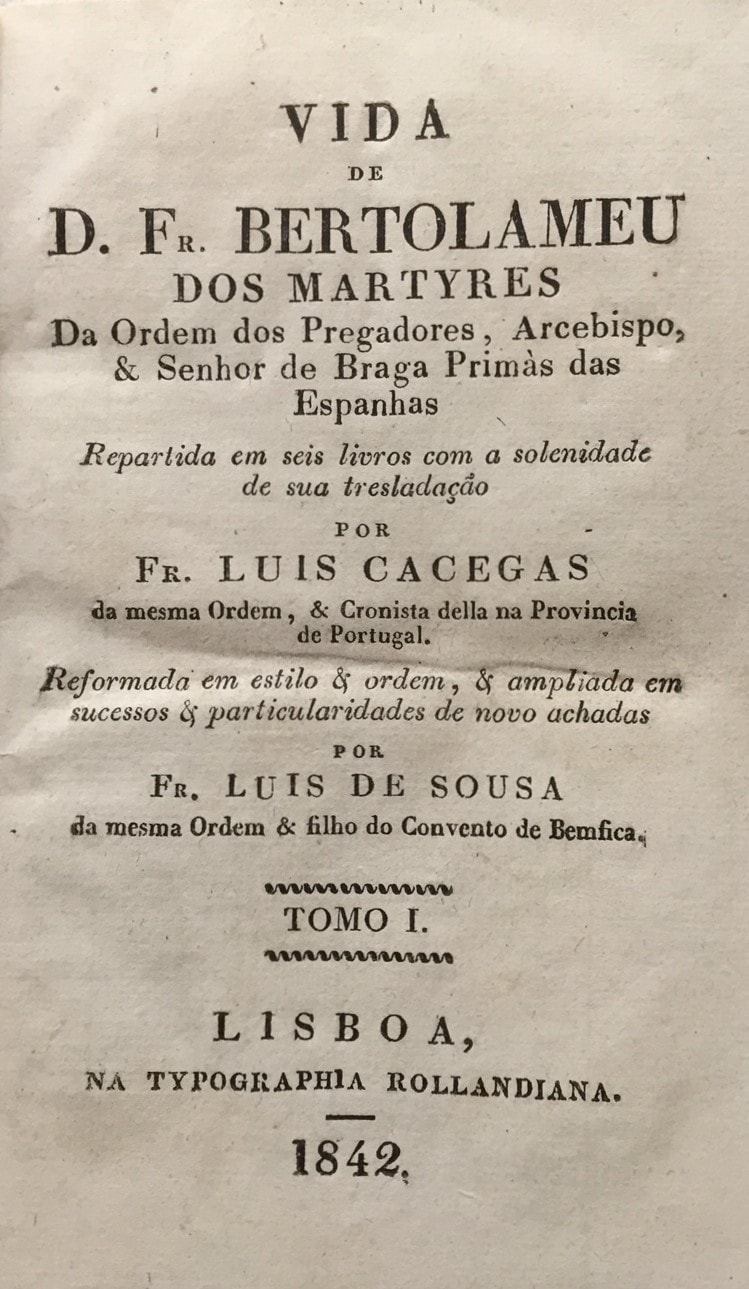 VIDA
DE
D. FR. BERTOLAMEU
DOS MARTYRES
Da Ordem dos Pregadores, Arcebispo,
& Senhor de Braga Primàs das
Espanhas
Repartida em seis livros com a solenidade
de sua tresladação
POR
FR. LUIS CACEGAS
da mesma Ordem, & Cronista della na Provincia
de Portugal.
Reformada em estilo & ordem, & ampliada em
sucessos & particularidades de novo achadas
POR
FR. LUIS DE SOUSA
da mesma Ordem & filho do Convento de Bemfica.
TOMO I.
LISBOA,
NA TYPOGRAPHIA ROLLANDIANA.
1842.